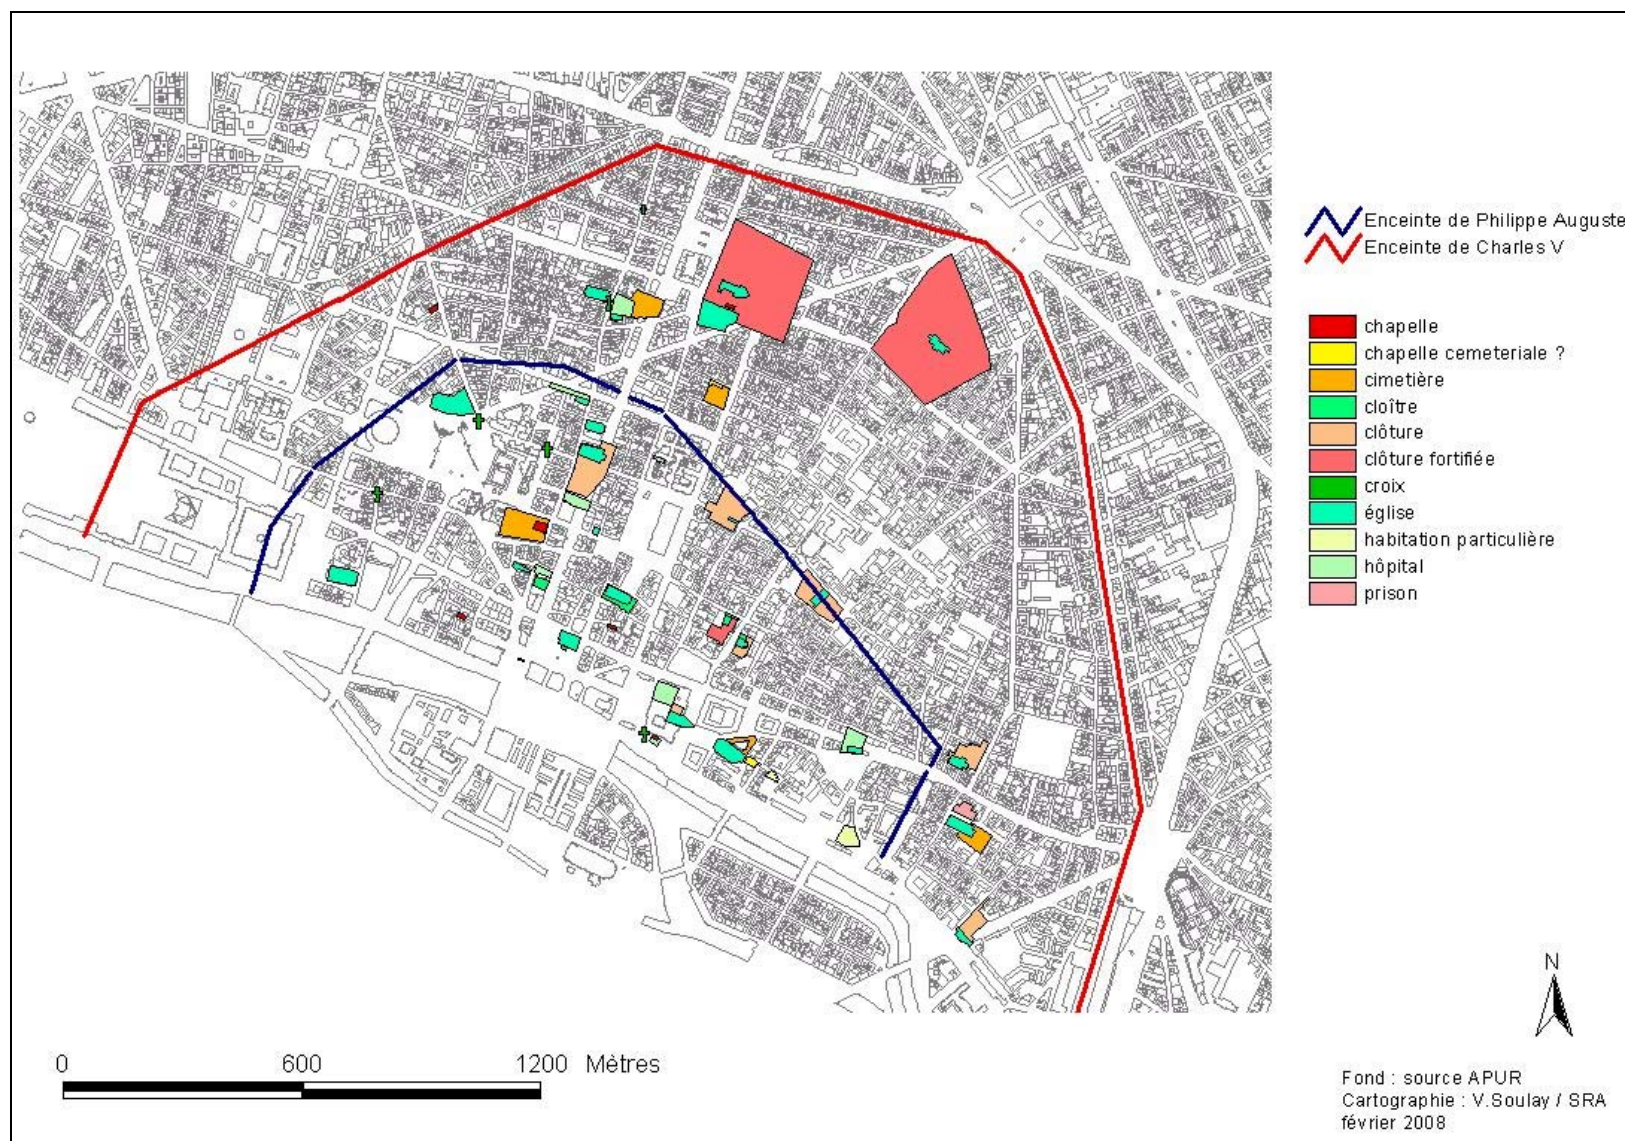 Enceinte de Philippe Auguste
Enceinte de Charles V
chapelle
chapelle cemeteriale ?
cimetière
cloître
clôture
clôture fortifiée
croix
église
habitation particulière
hôpital
prison
N
0 600 1200 Mètres
Fond : source APUR
Cartographie : V.Soulay / SRA
février 2008